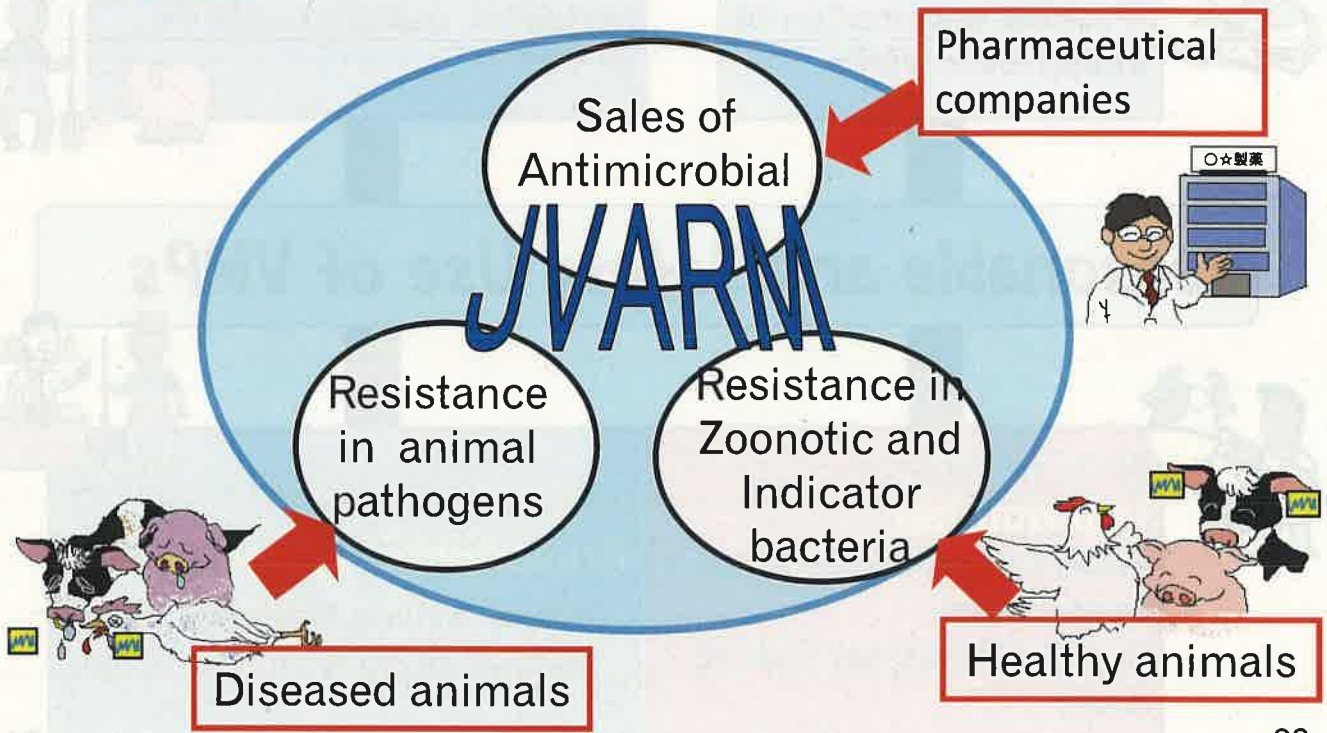 Pharmaceutical
companies
Sales of
Antimicrobial
○☆製薬
JVARM
Resistance
in animal
pathogens
Resistance in
Zoonotic and
Indicator
bacteria
Diseased animals
Healthy animals